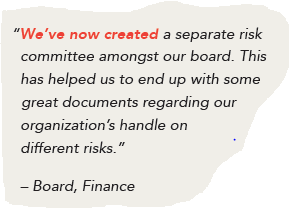 “We’ve now created a separate risk
committee amongst our board. This
has helped us to end up with some
great documents regarding our
organization’s handle on
different risks.”
– Board, Finance